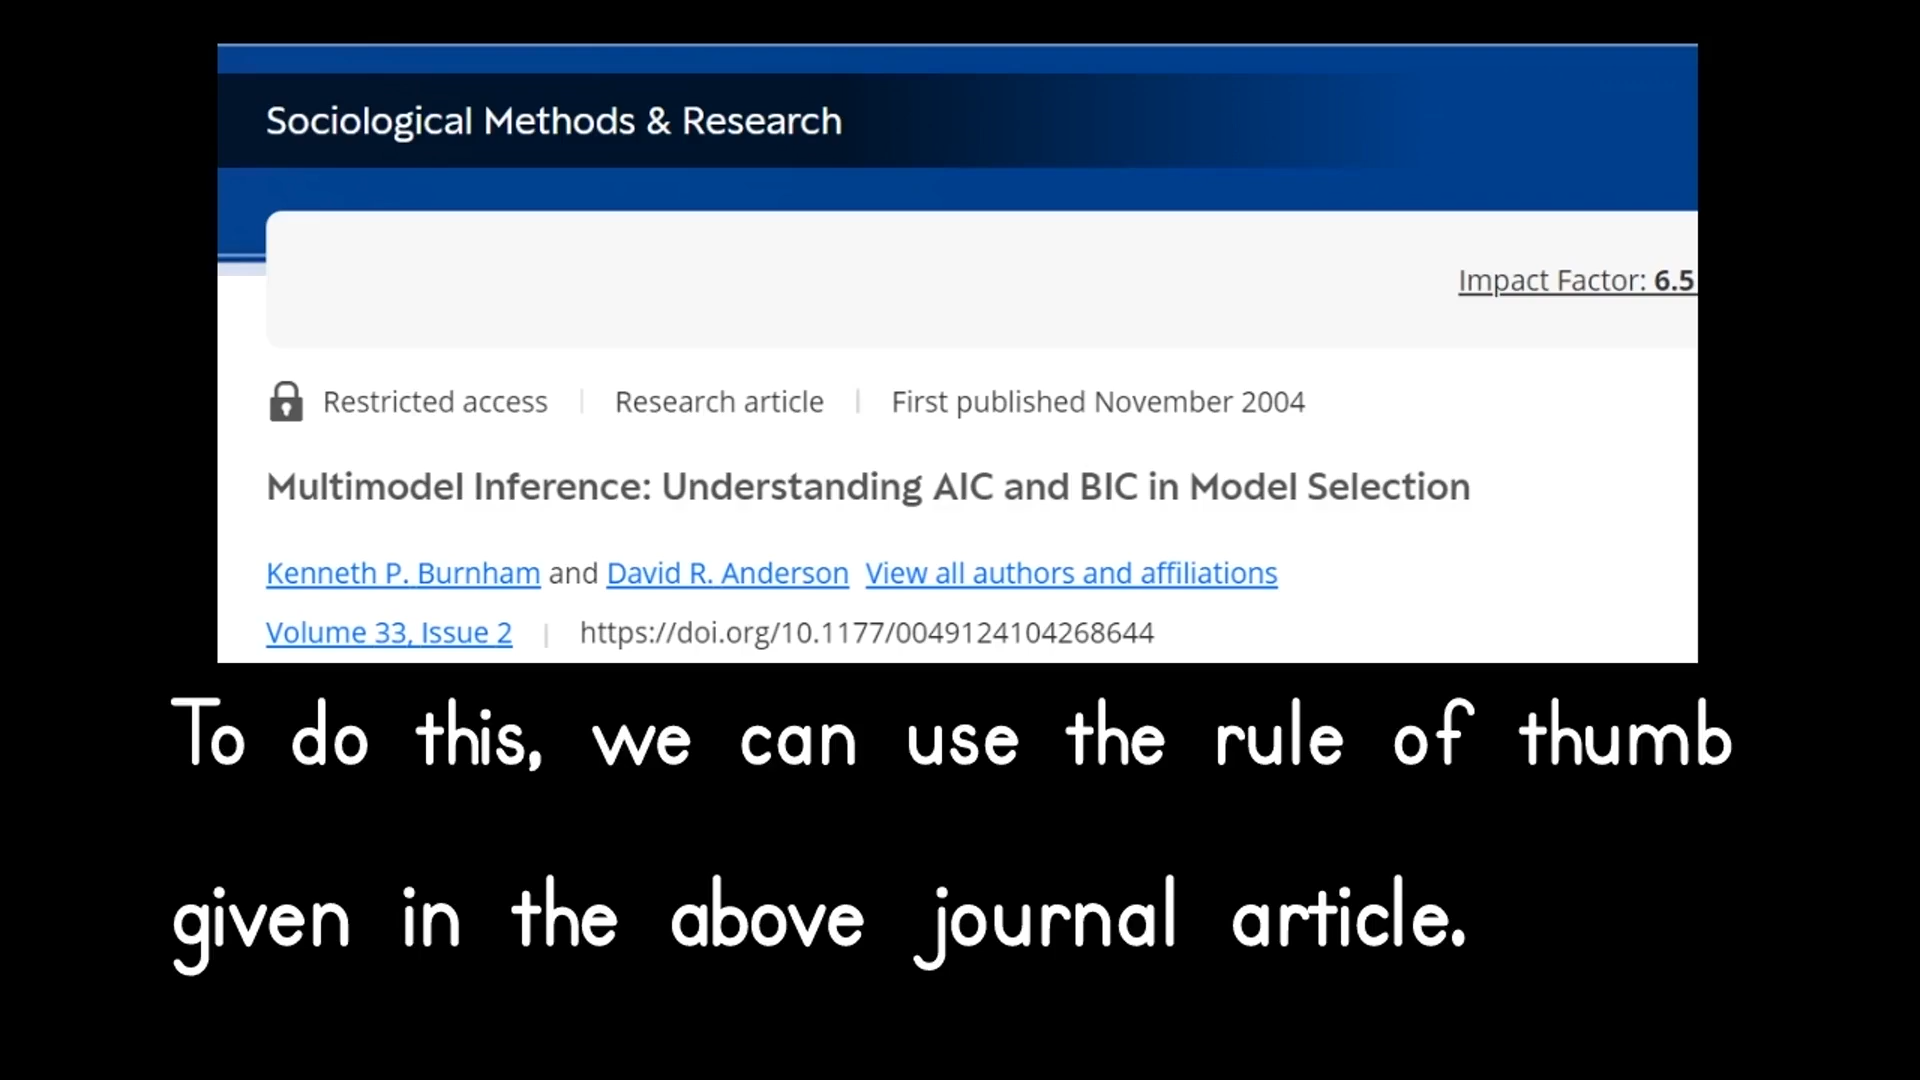 Sociological Methods & Research
Impact Factor: 6.5
Restricted access | Research article | First published November 2004
Multimodel Inference: Understanding AIC and BIC in Model Selection
Kenneth P. Burnham and David R. Anderson View all authors and affiliations
Volume 33, Issue 2 | https://doi.org/10.1177/0049124104268644
To do this, we can use the rule of thumb
given in the above journal article.